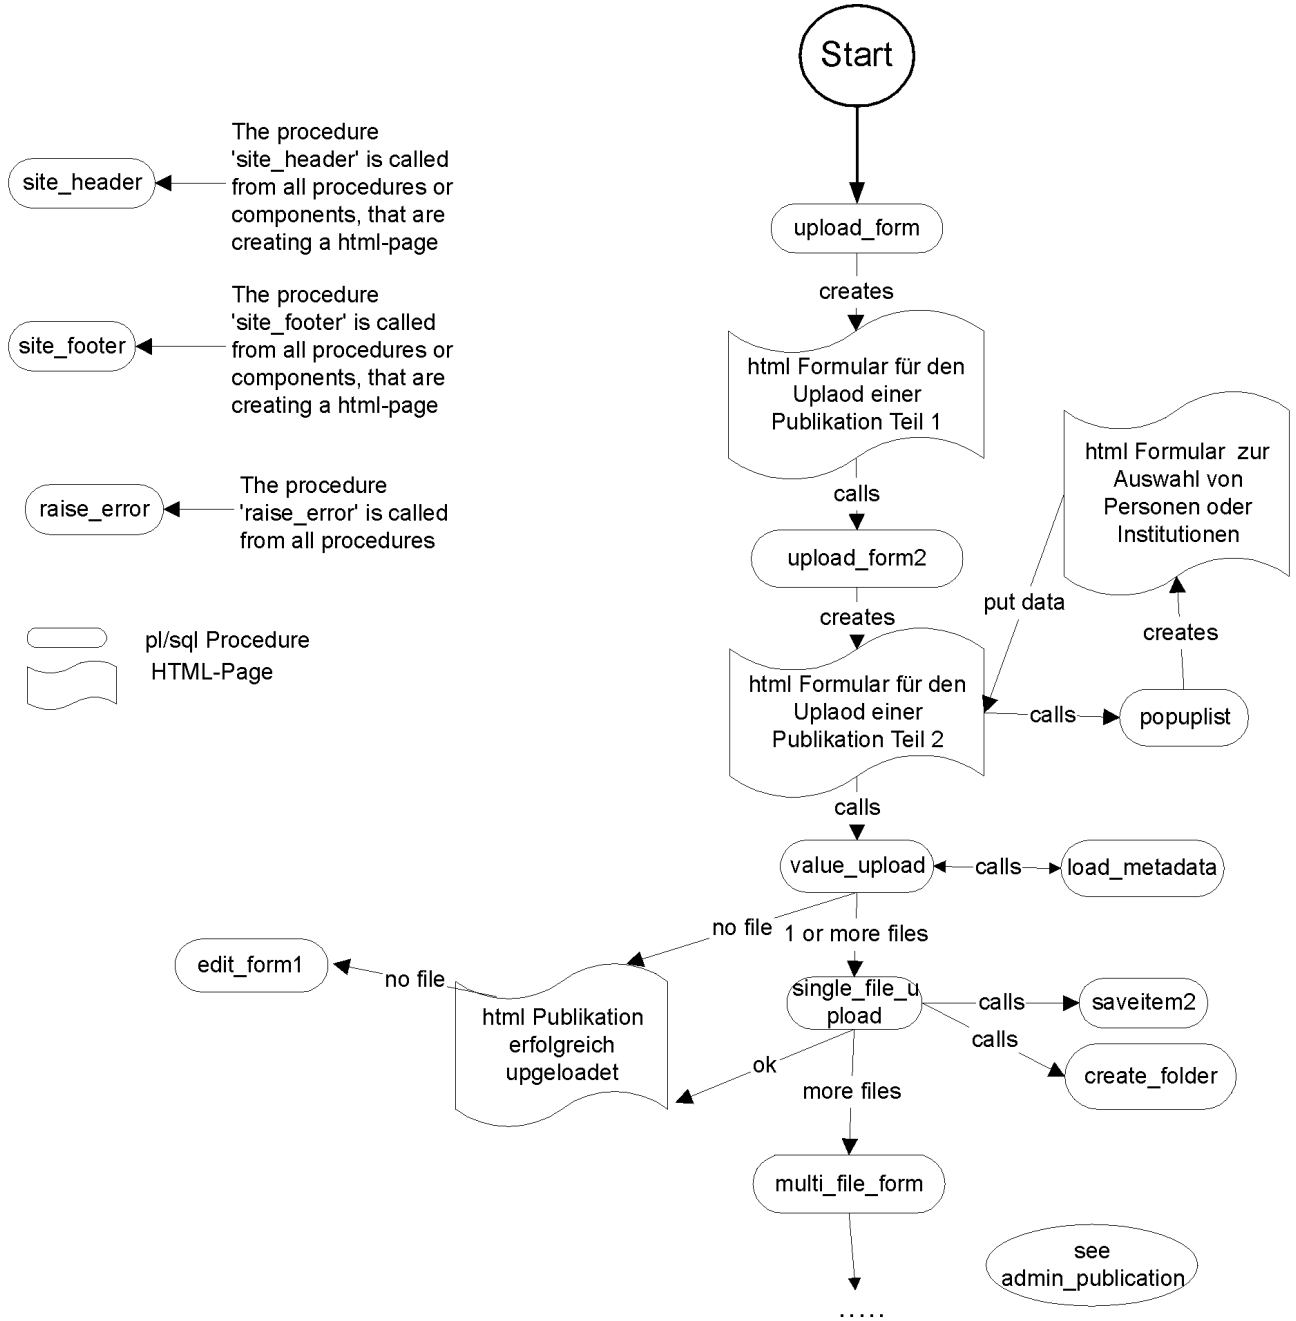 Start
The procedure
'site_header' is called
from all procedures or
components, that are
creating a html-page
site_header
upload_form
creates
The procedure
'site_footer' is called
from all procedures or
components, that are
creating a html-page
site_footer
html Formular für den
Uplaod einer
Publikation Teil 1
html Formular  zur
Auswahl von
Personen oder
Institutionen
calls
The procedure
'raise_error' is called
from all procedures
raise_error
upload_form2
put data
creates
creates
pl/sql Procedure
HTML-Page
html Formular für den
Uplaod einer
Publikation Teil 2
calls
popuplist
calls
value_upload
calls
load_metadata
no file
1 or more files
edit_form1
no file
single_file_u
pload
calls
saveitem2
calls
create_folder
html Publikation
erfolgreich
upgeloadet
ok
more files
multi_file_form
see
admin_publication
.....